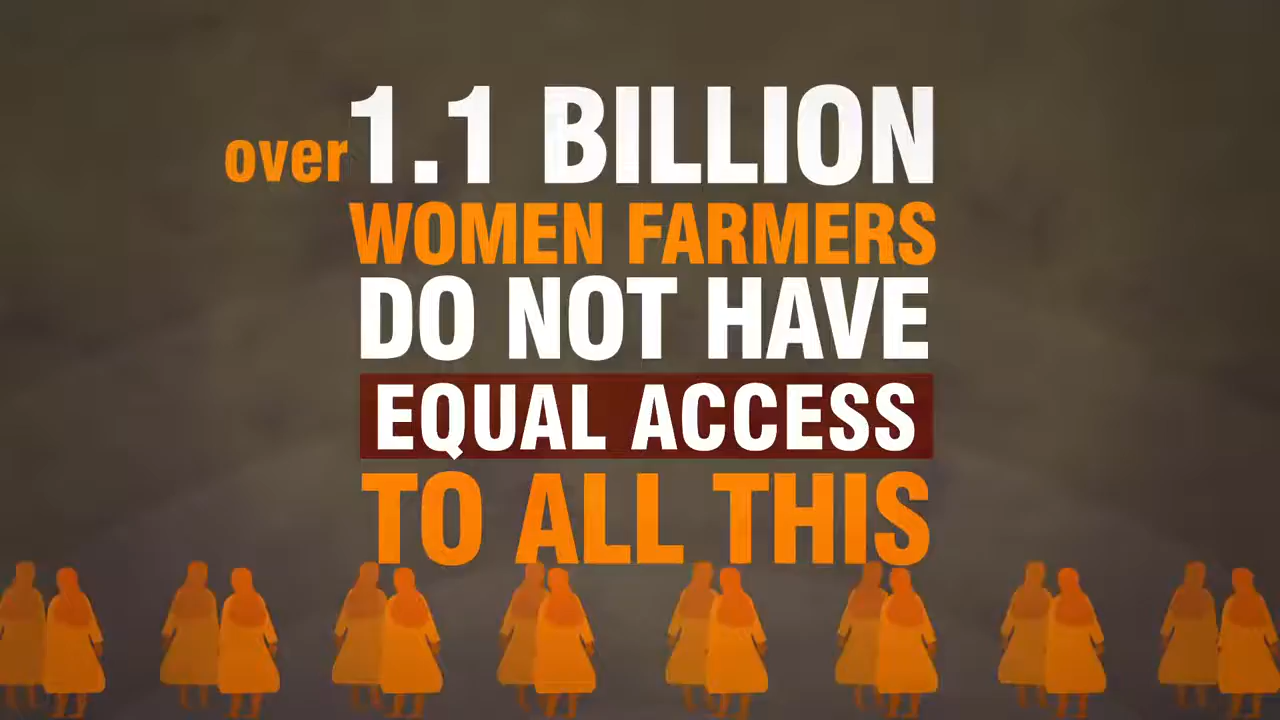 over 1.1 BILLION
WOMEN FARMERS
DO NOT HAVE
EQUAL ACCESS
TO ALL THIS